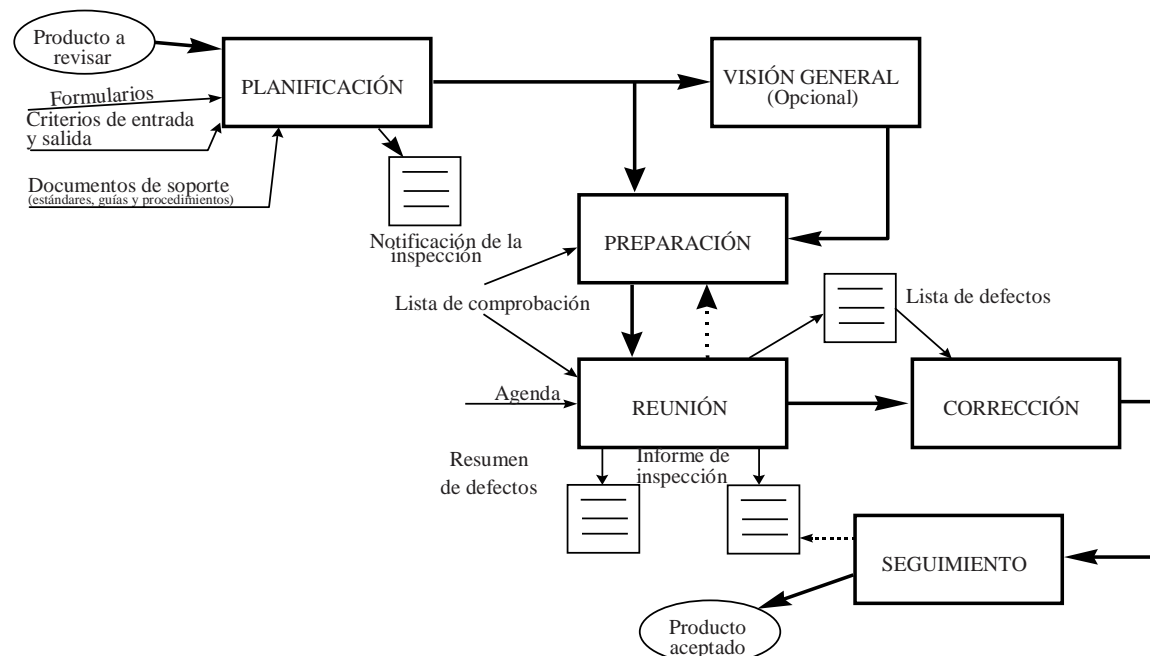 Producto a
revisar
PLANIFICACIÓN
VISIÓN GENERAL
(Opcional)
Formularios
Criterios de entrada
y salida
Documentos de soporte
(estándares, guías y procedimientos)
Notificación de la
inspección
PREPARACIÓN
Lista de comprobación
Lista de defectos
Agenda
REUNIÓN
CORRECCIÓN
Resumen
de defectos
Informe de
inspección
SEGUIMIENTO
Producto
aceptado